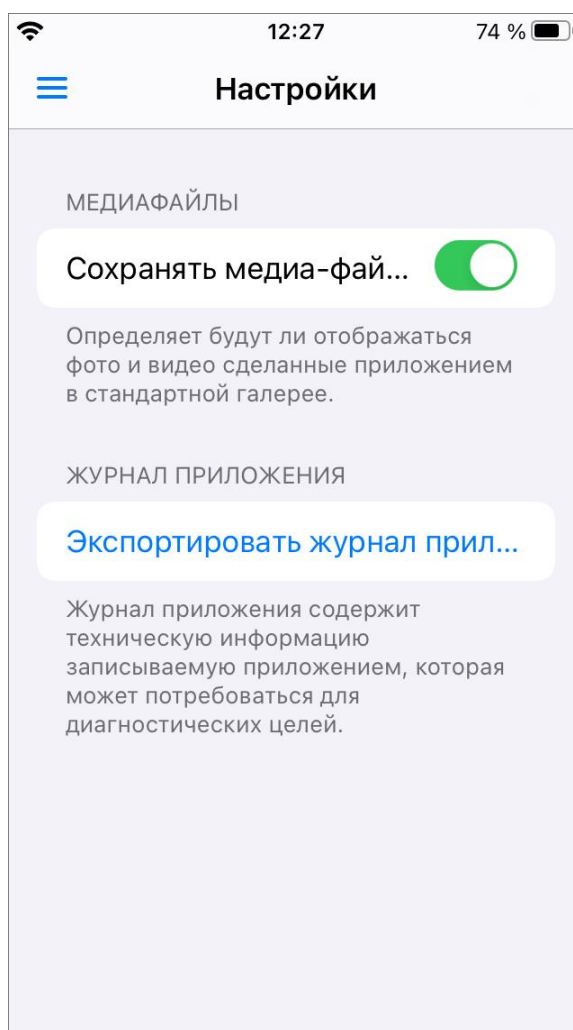 12:27
74 %
Настройки
МЕДИАФАЙЛЫ
Сохранять медиа-фай...
Определяет будут ли отображаться
фото и видео сделанные приложением
в стандартной галерее.
ЖУРНАЛ ПРИЛОЖЕНИЯ
Экспортировать журнал прил...
Журнал приложения содержит
техническую информацию
записываемую приложением, которая
может потребоваться для
диагностических целей.